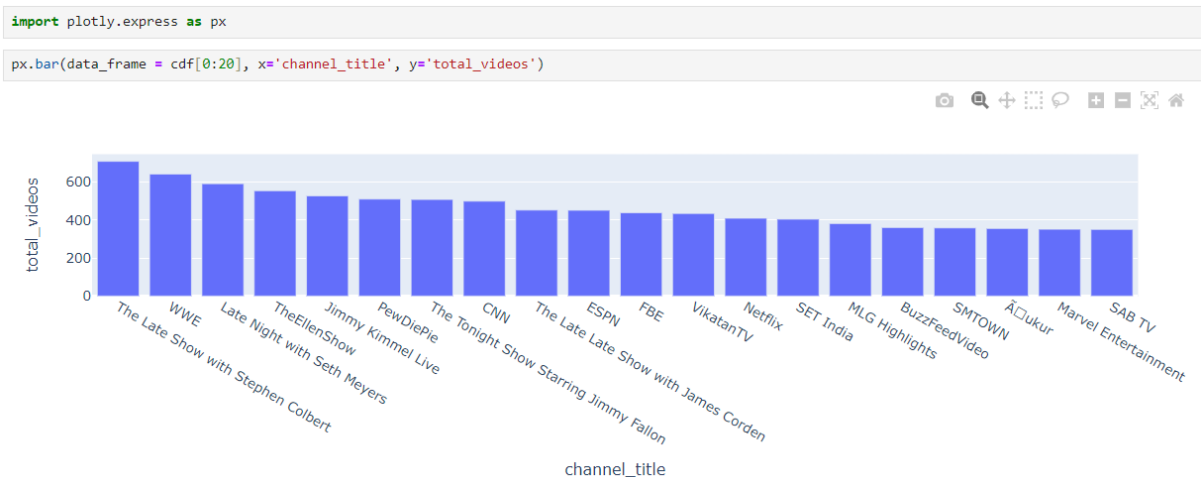 import plotly.express as px
px.bar(data_frame = cdf[0:20], x='channel_title', y='total_videos')
total_videos
600
400
200
0
The Late Show with Stephen Colbert
WWE
Late Night with Seth Meyers
TheEllenShow
Jimmy Kimmel Live
PewDiePie
The Tonight Show Starring Jimmy Fallon
CNN
The Late Late Show with James Corden
ESPN
FBE
VikatanTV
Netflix
SET India
MLG Highlights
BuzzFeedVideo
SMTOWN
Ã□ukur
Marvel Entertainment
SAB TV
channel_title